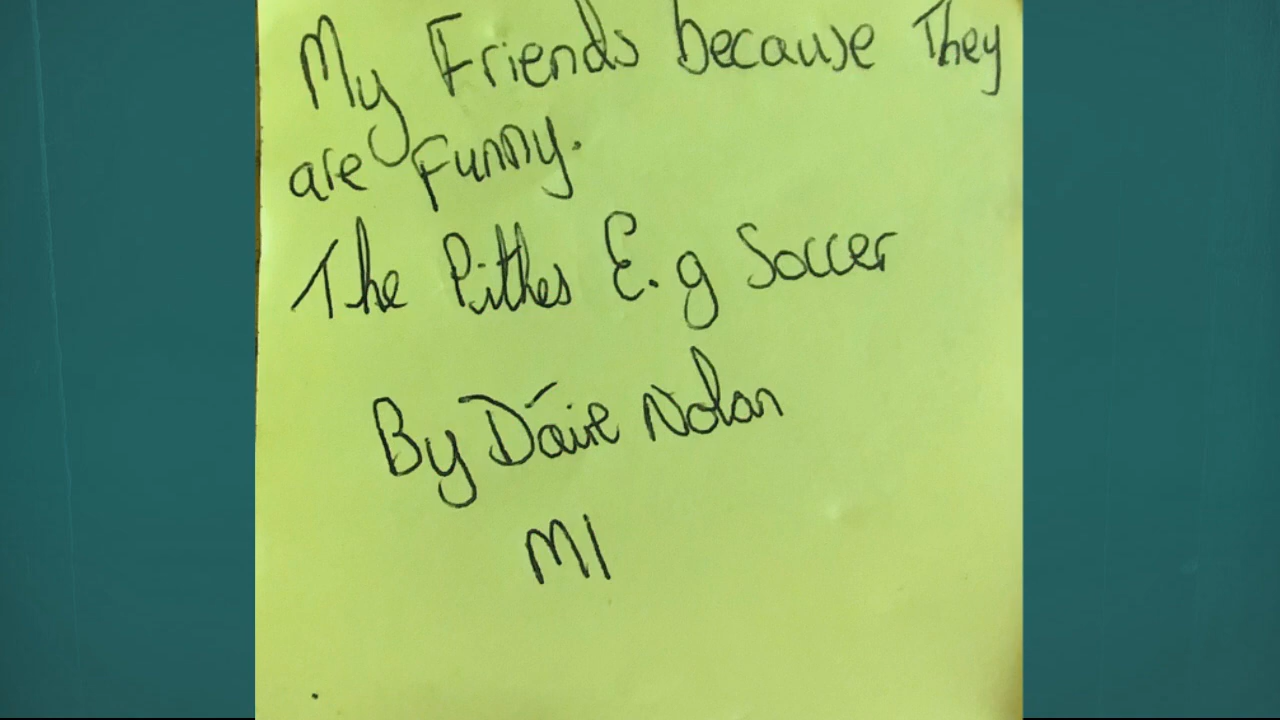 My Friends because They
are Funny.
The Pithes E.g Soccer
By Dáire Nolan
M1